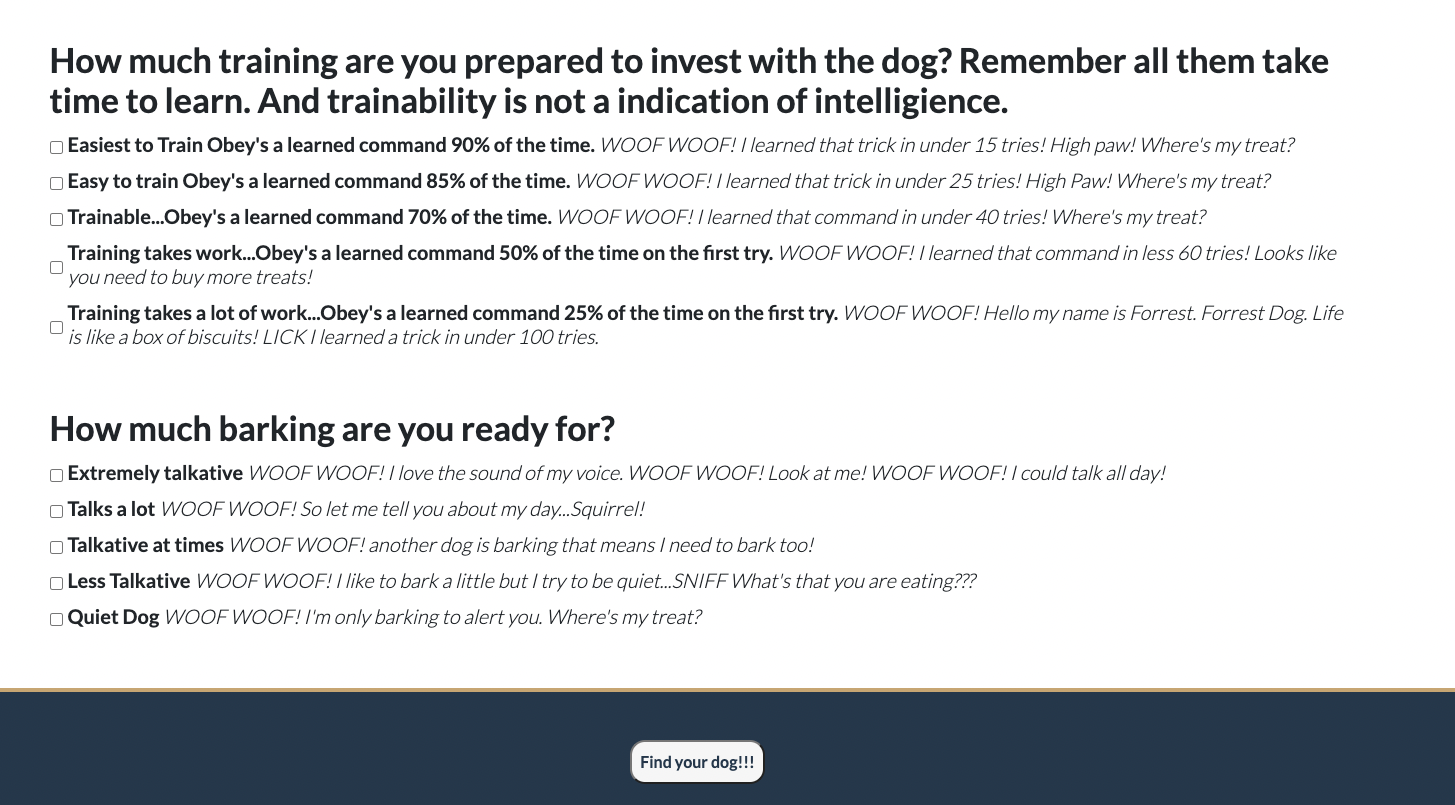 How much training are you prepared to invest with the dog? Remember all them take
time to learn. And trainability is not a indication of intelligience.
Easiest to Train Obey's a learned command 90% of the time. WOOF WOOF! I learned that trick in under 15 tries! High paw! Where's my treat?
Easy to train Obey's a learned command 85% of the time. WOOF WOOF! I learned that trick in under 25 tries! High Paw! Where's my treat?
Trainable...Obey's a learned command 70% of the time. WOOF WOOF! I learned that command in under 40 tries! Where's my treat?
Training takes work...Obey's a learned command 50% of the time on the first try. WOOF WOOF! I learned that command in less 60 tries! Looks like
you need to buy more treats!
Training takes a lot of work...Obey's a learned command 25% of the time on the first try. WOOF WOOF! Hello my name is Forrest. Forrest Dog. Life
is like a box of biscuits! LICK I learned a trick in under 100 tries.
How much barking are you ready for?
Extremely talkative WOOF WOOF! I love the sound of my voice. WOOF WOOF! Look at me! WOOF WOOF! I could talk all day!
Talks a lot WOOF WOOF! So let me tell you about my day...Squirrel!
Talkative at times WOOF WOOF! another dog is barking that means I need to bark too!
Less Talkative WOOF WOOF! I like to bark a little but I try to be quiet...SNIFF What's that you are eating???
Quiet Dog WOOF WOOF! I'm only barking to alert you. Where's my treat?
Find your dog!!!